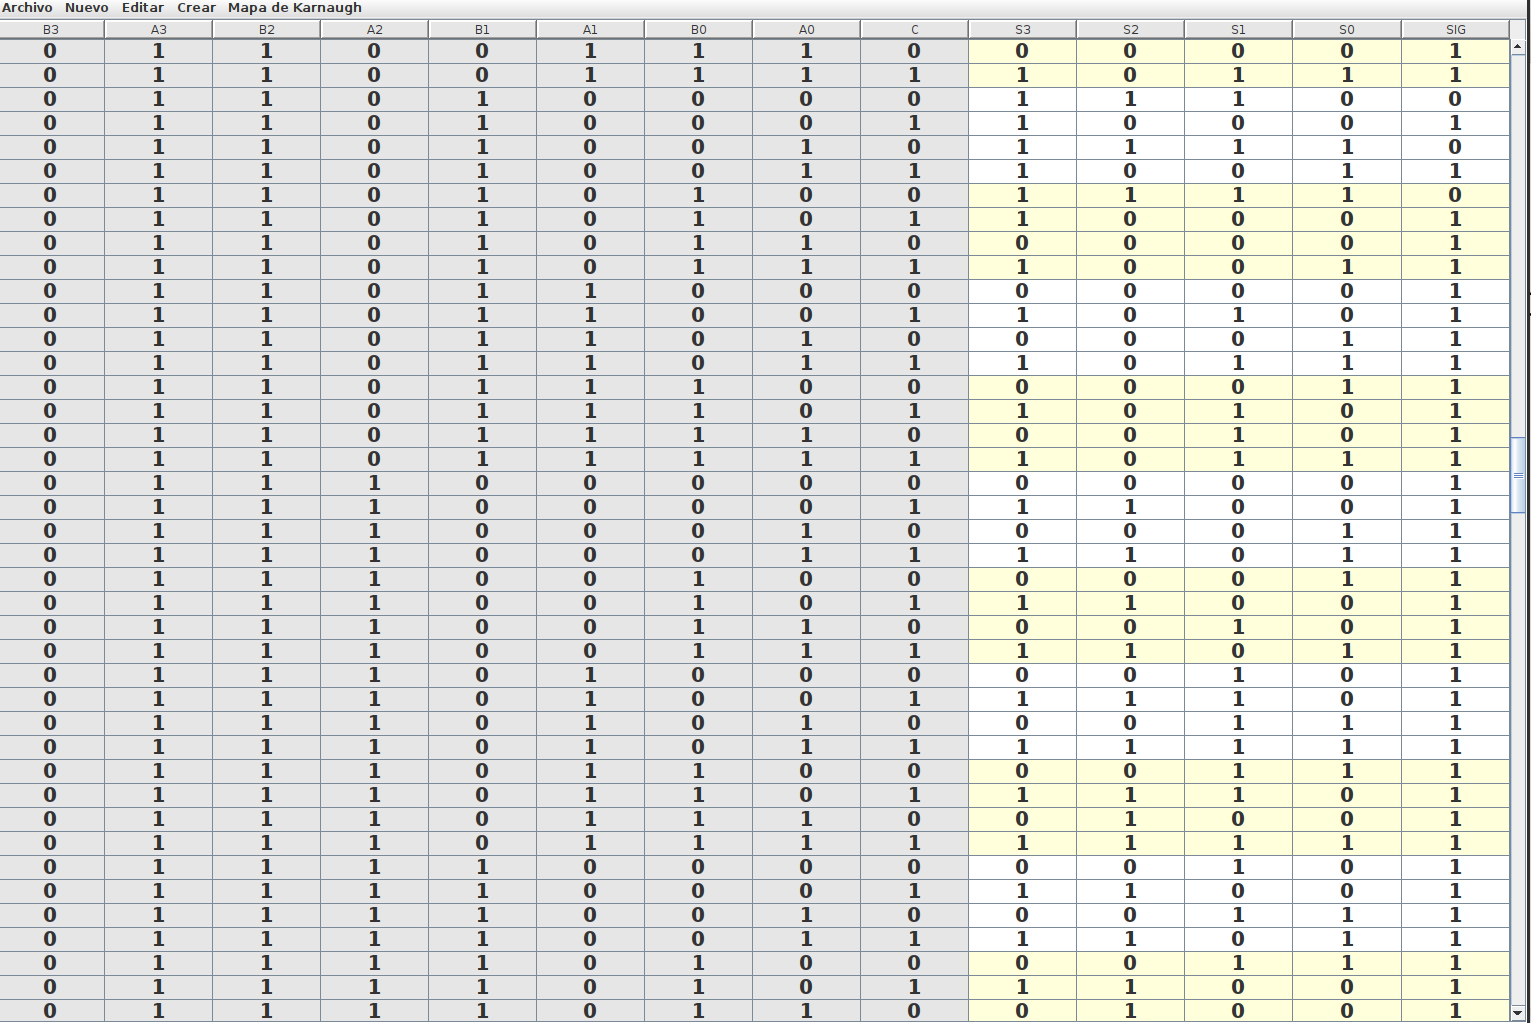 Archivo Nuevo Editar Crear Mapa de Karnaugh
B3 A3 B2 A2 B1 A1 B0 A0 C S3 S2 S1 S0 SIG
0 1 1 0 0 1 1 1 0 0 0 0 0 1
0 1 1 0 0 1 1 1 1 1 0 1 1 1
0 1 1 0 1 0 0 0 0 1 1 1 0 0
0 1 1 0 1 0 0 0 1 1 0 0 0 1
0 1 1 0 1 0 0 1 0 1 1 1 1 0
0 1 1 0 1 0 0 1 1 1 0 0 1 1
0 1 1 0 1 0 1 0 0 1 1 1 1 0
0 1 1 0 1 0 1 0 1 1 0 0 0 1
0 1 1 0 1 0 1 1 0 0 0 0 0 1
0 1 1 0 1 0 1 1 1 1 0 0 1 1
0 1 1 0 1 1 0 0 0 0 0 0 0 1
0 1 1 0 1 1 0 0 1 1 0 1 0 1
0 1 1 0 1 1 0 1 0 0 0 0 1 1
0 1 1 0 1 1 0 1 1 1 0 1 1 1
0 1 1 0 1 1 1 0 0 0 0 0 1 1
0 1 1 0 1 1 1 0 1 1 0 1 0 1
0 1 1 0 1 1 1 1 0 0 0 1 0 1
0 1 1 0 1 1 1 1 1 1 0 1 1 1
0 1 1 1 0 0 0 0 0 0 0 0 0 1
0 1 1 1 0 0 0 0 1 1 1 0 0 1
0 1 1 1 0 0 0 1 0 0 0 0 1 1
0 1 1 1 0 0 0 1 1 1 1 0 1 1
0 1 1 1 0 0 1 0 0 0 0 0 1 1
0 1 1 1 0 0 1 0 1 1 1 0 0 1
0 1 1 1 0 0 1 1 0 0 0 1 0 1
0 1 1 1 0 0 1 1 1 1 1 0 1 1
0 1 1 1 0 1 0 0 0 0 0 1 0 1
0 1 1 1 0 1 0 0 1 1 1 1 0 1
0 1 1 1 0 1 0 1 0 0 0 1 1 1
0 1 1 1 0 1 0 1 1 1 1 1 1 1
0 1 1 1 0 1 1 0 0 0 0 1 1 1
0 1 1 1 0 1 1 0 1 1 1 1 0 1
0 1 1 1 0 1 1 1 0 0 1 0 0 1
0 1 1 1 0 1 1 1 1 1 1 1 1 1
0 1 1 1 1 0 0 0 0 0 0 1 0 1
0 1 1 1 1 0 0 0 1 1 1 0 0 1
0 1 1 1 1 0 0 1 0 0 0 1 1 1
0 1 1 1 1 0 0 1 1 1 1 0 1 1
0 1 1 1 1 0 1 0 0 0 0 1 1 1
0 1 1 1 1 0 1 0 1 1 1 0 0 1
0 1 1 1 1 0 1 1 0 0 1 0 0 1